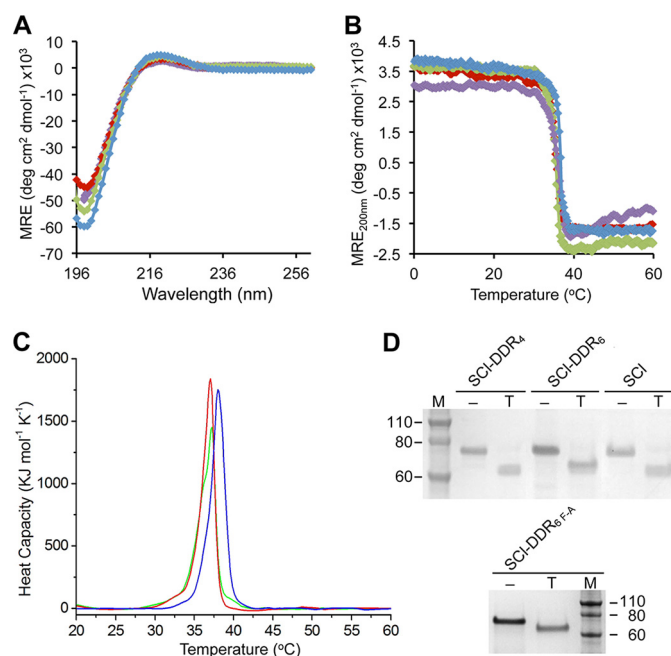 A
MRE (deg cm² dmol⁻¹) x10³
10
0
-10
-20
-30
-40
-50
-60
-70
196
216
236
256
Wavelength (nm)
B
MRE₂₀₀ₙₘ (deg cm² dmol⁻¹) x10³
4.5
3.5
2.5
1.5
0.5
-0.5
-1.5
-2.5
0
20
40
60
Temperature (ºC)
C
Heat Capacity (KJ mol⁻¹ K⁻¹)
2000
1500
1000
500
0
20
25
30
35
40
45
50
55
60
Temperature (ºC)
D
SCI-DDR₄
SCI-DDR₆
SCI
M – T – T – T
110
80
60
SCI-DDR₆ F-A
– T M
110
80
60